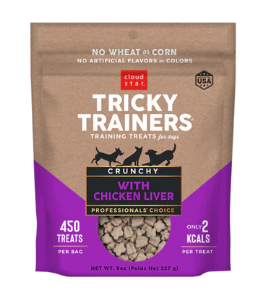 NO WHEAT OR CORN
NO ARTIFICIAL FLAVORS OR COLORS
cloud
star
USA
TRICKY
TRAINERS
TRAINING TREATS for dogs
CRUNCHY
WITH
CHICKEN LIVER
PROFESSIONALS' CHOICE
450
TREATS
PER BAG
ONLY 2
KCALS
PER TREAT
NET WT. 8oz (Poids Net 227 g)